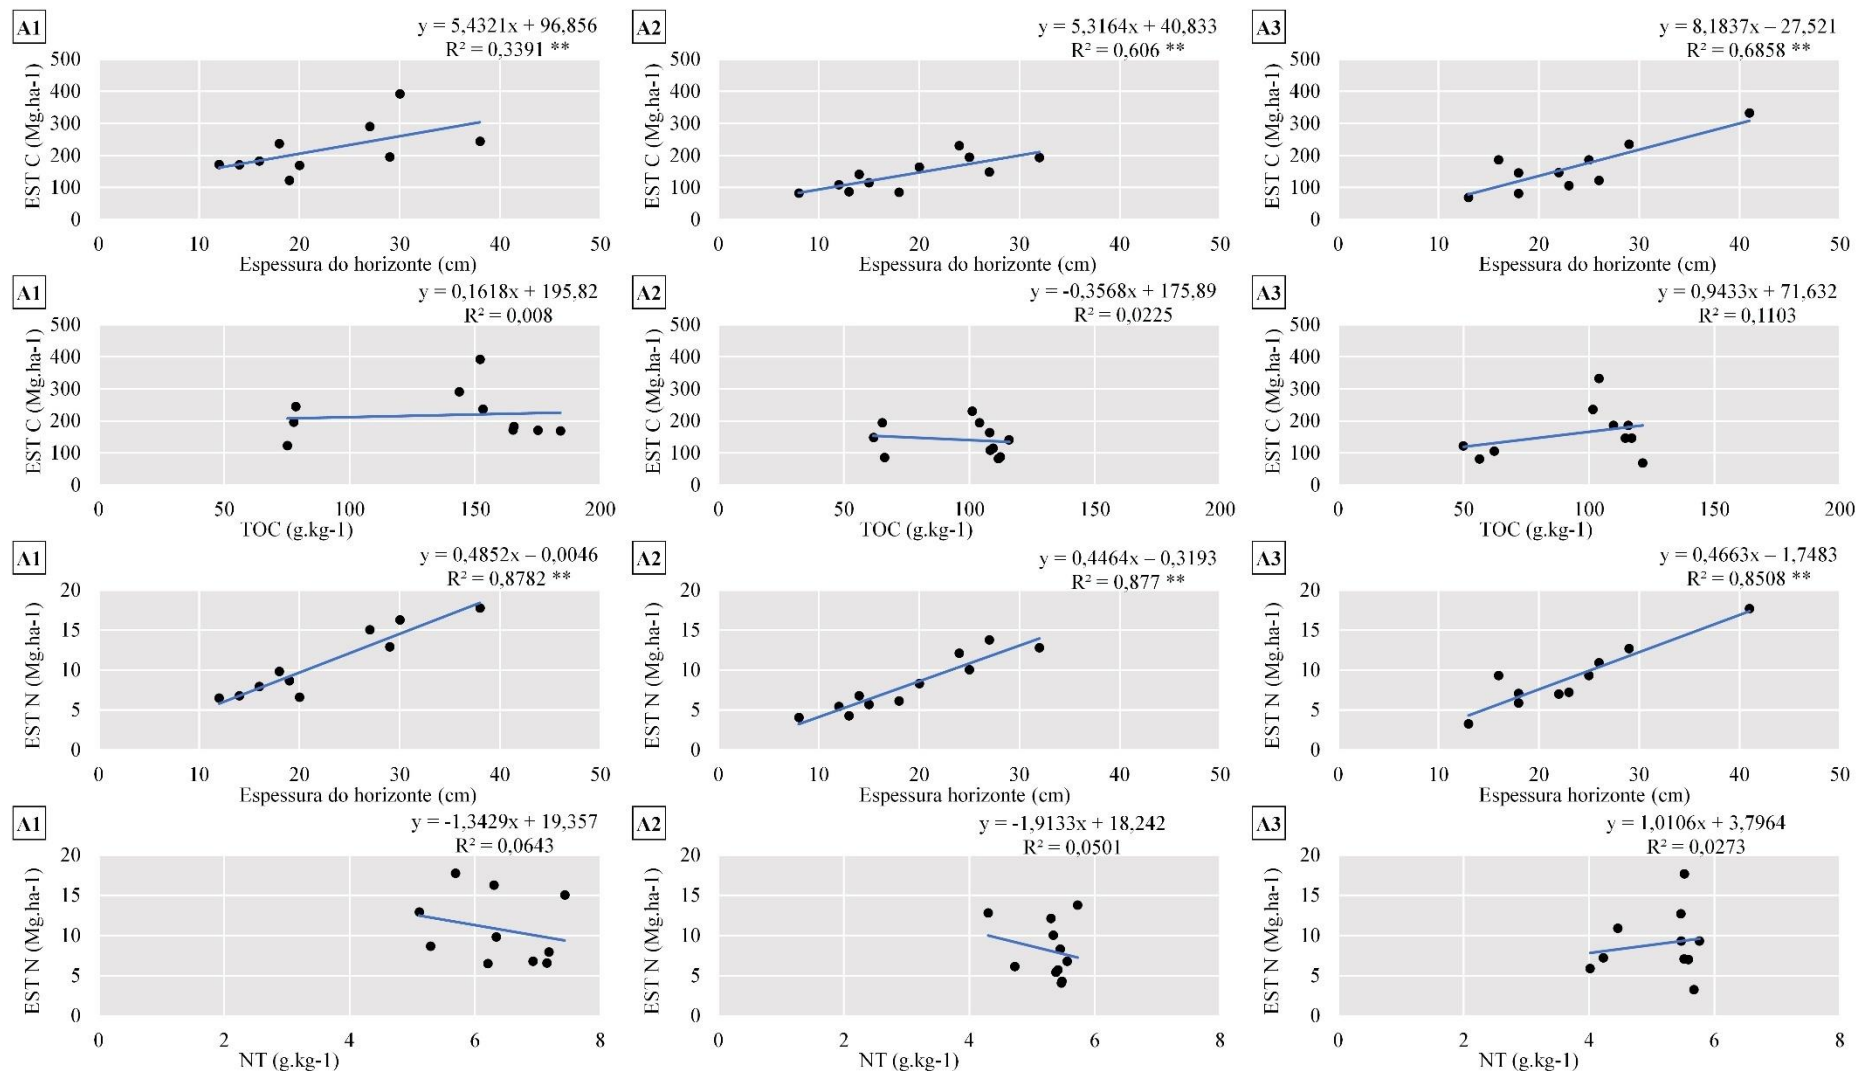 A1
y = 5,4321x + 96,856
R² = 0,3391 **
EST C (Mg.ha-1)
500
400
300
200
100
0
0 10 20 30 40 50
Espessura do horizonte (cm)
A2
y = 5,3164x + 40,833
R² = 0,606 **
EST C (Mg.ha-1)
500
400
300
200
100
0
0 10 20 30 40 50
Espessura do horizonte (cm)
A3
y = 8,1837x – 27,521
R² = 0,6858 **
EST C (Mg.ha-1)
500
400
300
200
100
0
0 10 20 30 40 50
Espessura do horizonte (cm)
A1
y = 0,1618x + 195,82
R² = 0,008
EST C (Mg.ha-1)
500
400
300
200
100
0
0 50 100 150 200
TOC (g.kg-1)
A2
y = -0,3568x + 175,89
R² = 0,0225
EST C (Mg.ha-1)
500
400
300
200
100
0
0 50 100 150 200
TOC (g.kg-1)
A3
y = 0,9433x + 71,632
R² = 0,1103
EST C (Mg.ha-1)
500
400
300
200
100
0
0 50 100 150 200
TOC (g.kg-1)
A1
y = 0,4852x – 0,0046
R² = 0,8782 **
EST N (Mg.ha-1)
20
15
10
5
0
0 10 20 30 40 50
Espessura do horizonte (cm)
A2
y = 0,4464x – 0,3193
R² = 0,877 **
EST N (Mg.ha-1)
20
15
10
5
0
0 10 20 30 40 50
Espessura horizonte (cm)
A3
y = 0,4663x – 1,7483
R² = 0,8508 **
EST N (Mg.ha-1)
20
15
10
5
0
0 10 20 30 40 50
Espessura do horizonte (cm)
A1
y = -1,3429x + 19,357
R² = 0,0643
EST N (Mg.ha-1)
20
15
10
5
0
0 2 4 6 8
NT (g.kg-1)
A2
y = -1,9133x + 18,242
R² = 0,0501
EST N (Mg.ha-1)
20
15
10
5
0
0 2 4 6 8
NT (g.kg-1)
A3
y = 1,0106x + 3,7964
R² = 0,0273
EST N (Mg.ha-1)
20
15
10
5
0
0 2 4 6 8
NT (g.kg-1)